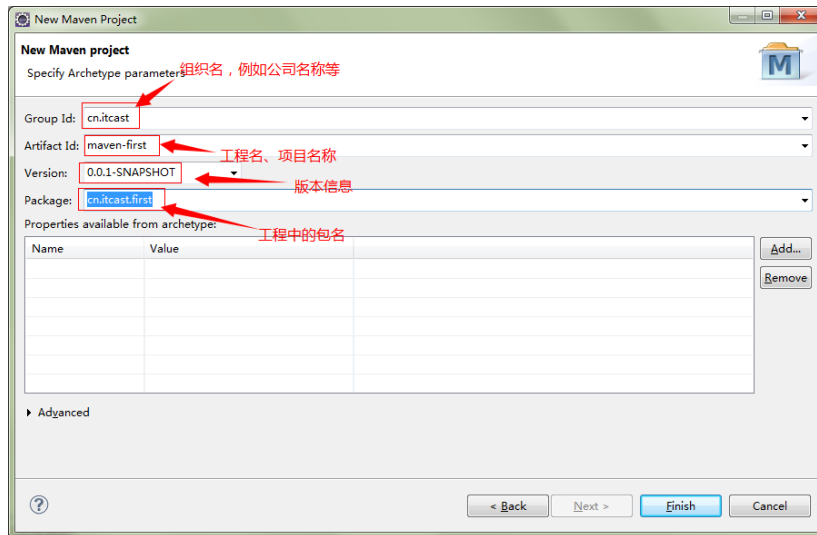 New Maven Project
New Maven project
Specify Archetype parameters
组织名，例如公司名称等
M
Group Id: cn.itcast
Artifact Id: maven-first
工程名、项目名称
Version: 0.0.1-SNAPSHOT
版本信息
Package: cn.itcast.first
工程中的包名
Properties available from archetype:
Name Value
Add...
Remove
Advanced
? < Back Next > Finish Cancel